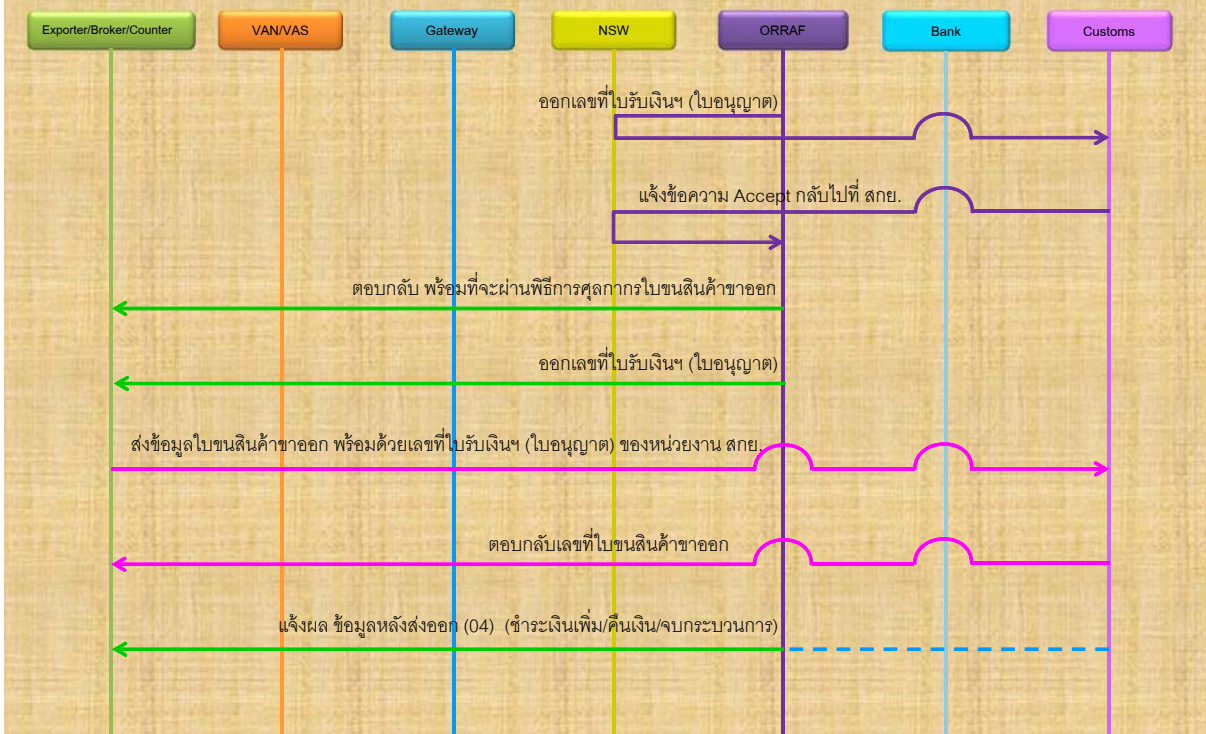 Exporter/Broker/Counter
VAN/VAS
Gateway
NSW
ORRAF
Bank
Customs
ออกเลขที่ใบรับเงินฯ (ใบอนุญาต)
แจ้งข้อความ Accept กลับไปที่ สกย.
ตอบกลับ พร้อมที่จะผ่านพิธีการศุลกากรใบขนสินค้าขาออก
ออกเลขที่ใบรับเงินฯ (ใบอนุญาต)
ส่งข้อมูลใบขนสินค้าขาออก พร้อมด้วยเลขที่ใบรับเงินฯ (ใบอนุญาต) ของหน่วยงาน สกย.
ตอบกลับเลขที่ใบขนสินค้าขาออก
แจ้งผล ข้อมูลหลังส่งออก (04) (ชำระเงินเพิ่ม/คืนเงิน/จบกระบวนการ)